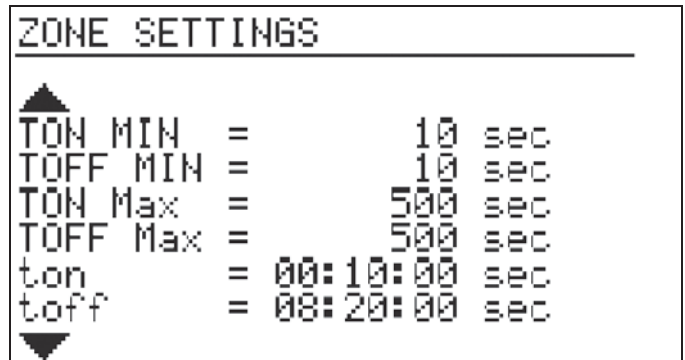 ZONE SETTINGS
TON MIN = 10 sec
TOFF MIN = 10 sec
TON Max = 500 sec
TOFF Max = 500 sec
ton = 00:10:00 sec
toff = 08:20:00 sec